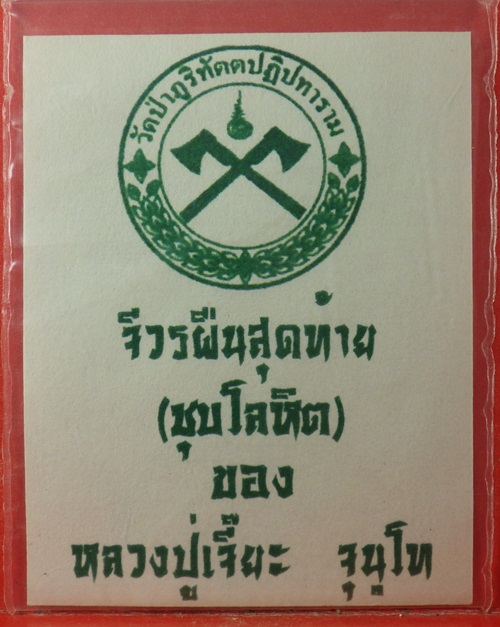 วัดป่าภูริทัตตปฏิปทาราม
จีวรผืนสุดท้าย
(ชุบโลหิต)
ของ
หลวงปู่เจี๊ยะ จุนฺโท